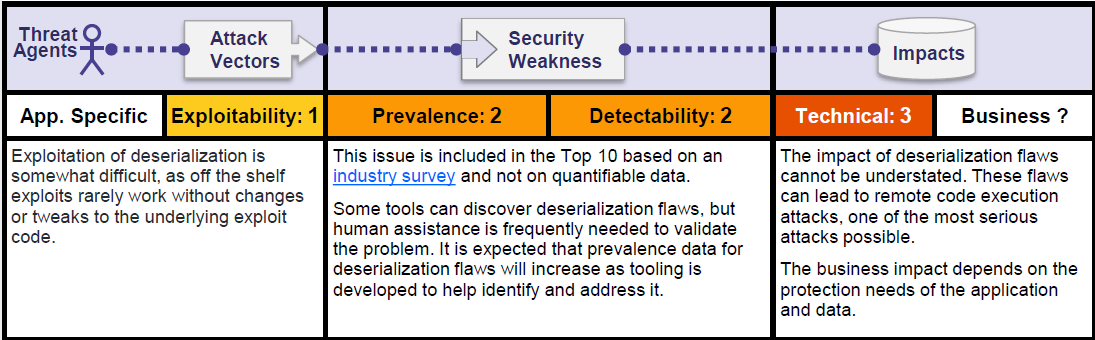 Threat
Agents
Attack
Vectors
Security
Weakness
Impacts
App. Specific
Exploitability: 1
Prevalence: 2
Detectability: 2
Technical: 3
Business ?
Exploitation of deserialization is
somewhat difficult, as off the shelf
exploits rarely work without changes
or tweaks to the underlying exploit
code.
This issue is included in the Top 10 based on an
industry survey and not on quantifiable data.
Some tools can discover deserialization flaws, but
human assistance is frequently needed to validate
the problem. It is expected that prevalence data for
deserialization flaws will increase as tooling is
developed to help identify and address it.
The impact of deserialization flaws
cannot be understated. These flaws
can lead to remote code execution
attacks, one of the most serious
attacks possible.
The business impact depends on the
protection needs of the application
and data.